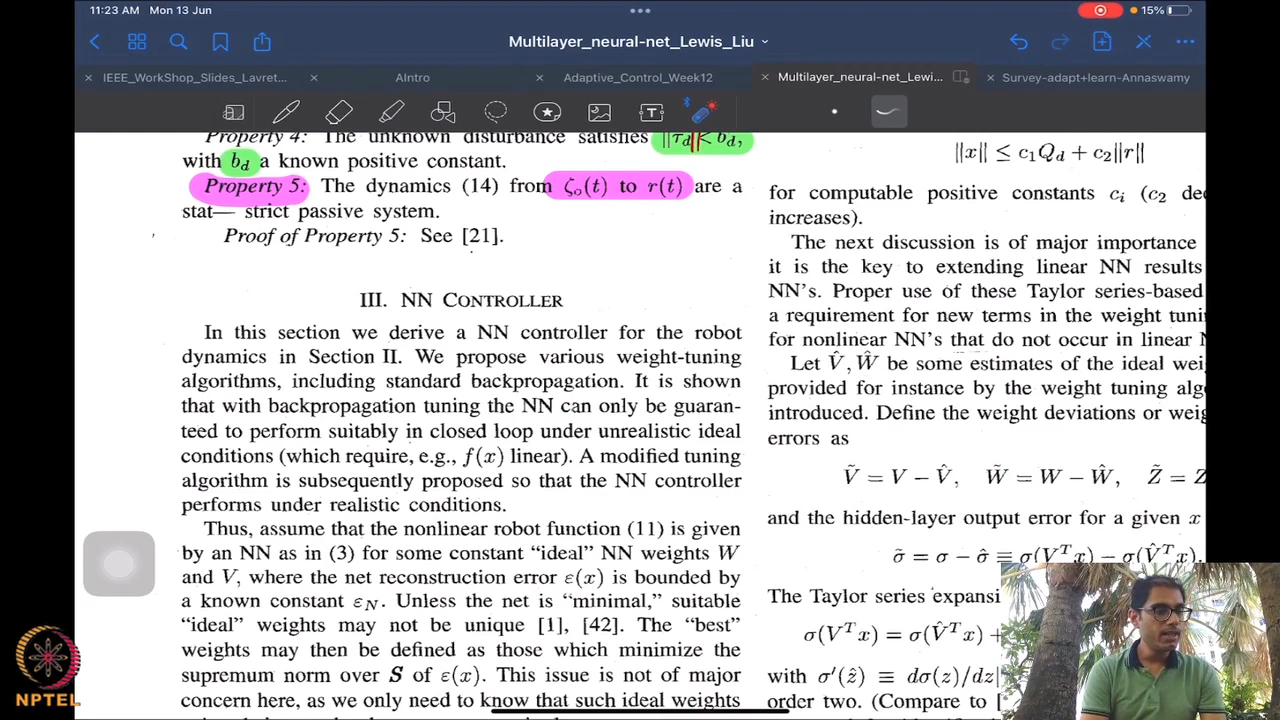 11:23 AM Mon 13 Jun
15%
Multilayer_neural-net_Lewis_Liu
IEEE_WorkShop_Slides_Lavret...
AIntro
Adaptive_Control_Week12
Multilayer_neural-net_Lewi...
Survey-adapt+learn-Annaswamy
Property 4: The unknown disturbance satisfies ||τd|| < bd,
with bd a known positive constant.
Property 5: The dynamics (14) from ζo(t) to r(t) are a
stat— strict passive system.
Proof of Property 5: See [21].
III. NN CONTROLLER
In this section we derive a NN controller for the robot
dynamics in Section II. We propose various weight-tuning
algorithms, including standard backpropagation. It is shown
that with backpropagation tuning the NN can only be guaran-
teed to perform suitably in closed loop under unrealistic ideal
conditions (which require, e.g., f(x) linear). A modified tuning
algorithm is subsequently proposed so that the NN controller
performs under realistic conditions.
Thus, assume that the nonlinear robot function (11) is given
by an NN as in (3) for some constant “ideal” NN weights W
and V, where the net reconstruction error ε(x) is bounded by
a known constant εN. Unless the net is “minimal,” suitable
“ideal” weights may not be unique [1], [42]. The “best”
weights may then be defined as those which minimize the
supremum norm over S of ε(x). This issue is not of major
concern here, as we only need to know that such ideal weights
||x|| ≤ c1Qd + c2||r||
for computable positive constants ci (c2 de
increases).
The next discussion is of major importance
it is the key to extending linear NN results
NN's. Proper use of these Taylor series-based
a requirement for new terms in the weight tuni
for nonlinear NN's that do not occur in linear N
Let V̂, Ŵ be some estimates of the ideal wei
provided for instance by the weight tuning alg
introduced. Define the weight deviations or weig
errors as
Ṽ = V − V̂, W̃ = W − Ŵ, Z̃ = Z
and the hidden-layer output error for a given x
σ̃ = σ − σ̂ ≡ σ(V^T x) − σ(V̂^T x).
The Taylor series expansi
σ(V^T x) = σ(V̂^T x) +
with σ′(ẑ) ≡ dσ(z)/dz|
order two. (Compare to [
NPTEL